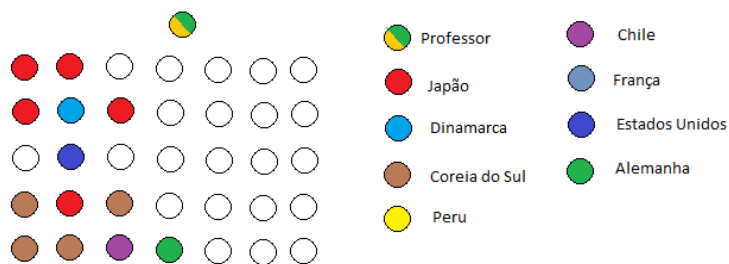 Professor
Japão
Dinamarca
Coreia do Sul
Peru
Chile
França
Estados Unidos
Alemanha